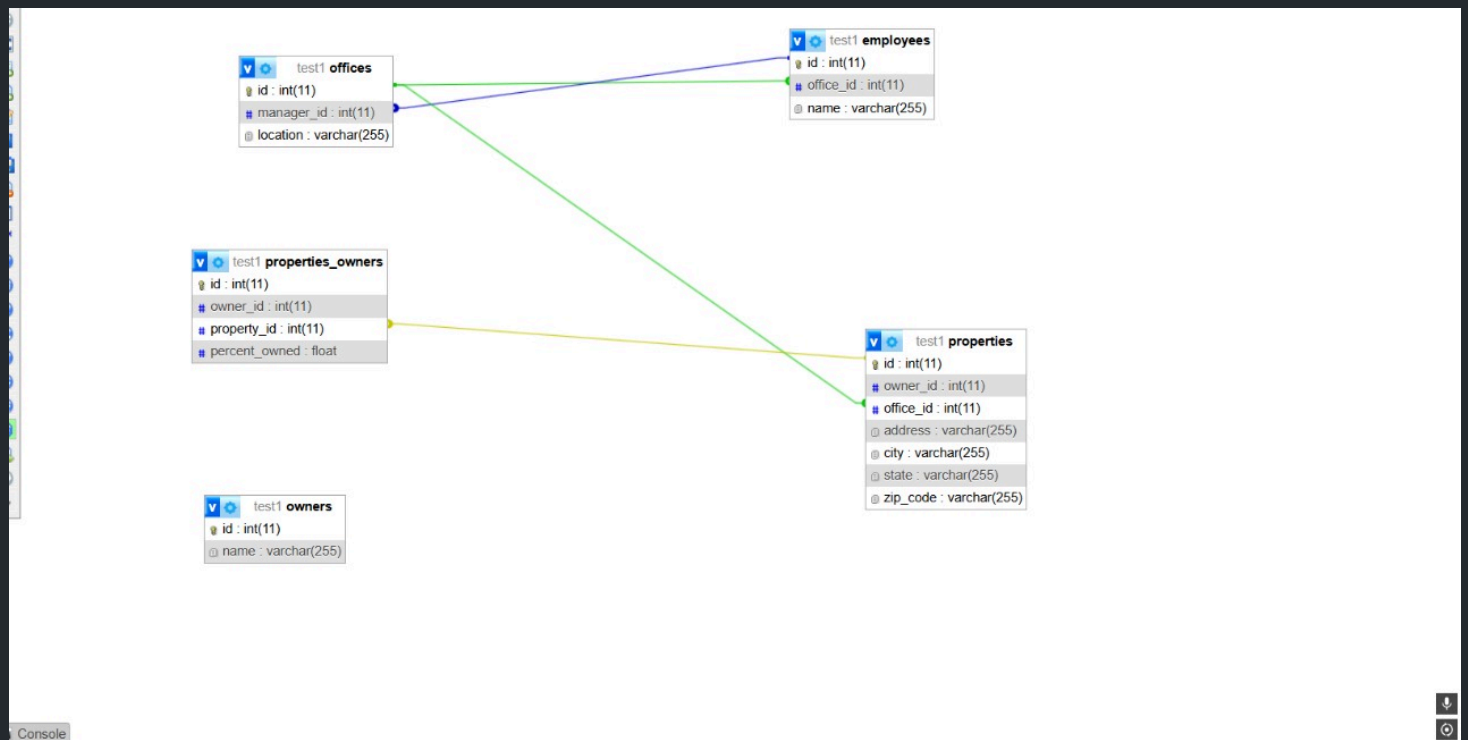 test1 offices
id : int(11)
manager_id : int(11)
location : varchar(255)
test1 employees
id : int(11)
office_id : int(11)
name : varchar(255)
test1 properties_owners
id : int(11)
owner_id : int(11)
property_id : int(11)
percent_owned : float
test1 properties
id : int(11)
owner_id : int(11)
office_id : int(11)
address : varchar(255)
city : varchar(255)
state : varchar(255)
zip_code : varchar(255)
test1 owners
id : int(11)
name : varchar(255)
Console